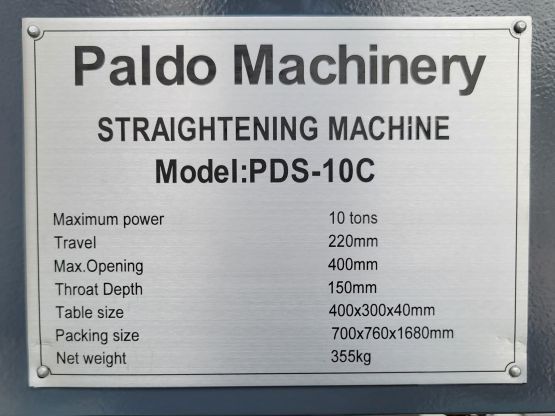 Paldo Machinery
STRAIGHTENING MACHINE
Model:PDS-10C
Maximum power 10 tons
Travel 220mm
Max.Opening 400mm
Throat Depth 150mm
Table size 400x300x40mm
Packing size 700x760x1680mm
Net weight 355kg